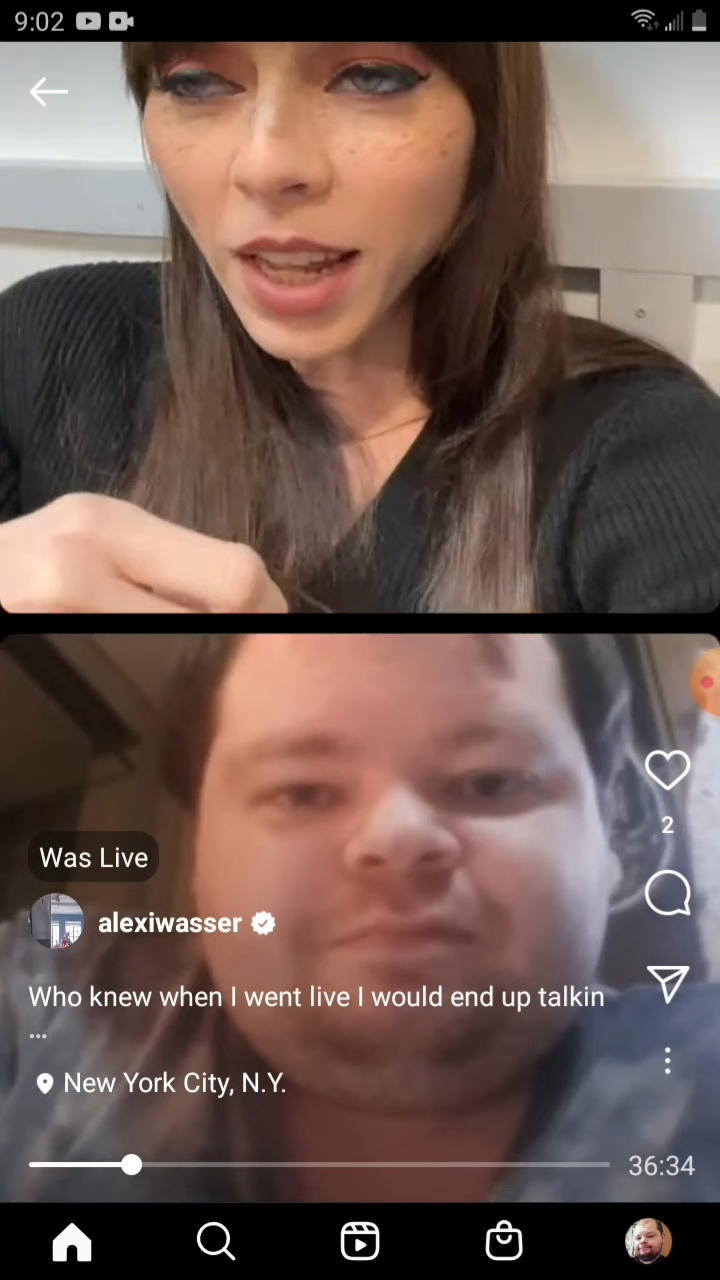 9:02
Was Live
alexiwasser
Who knew when I went live I would end up talkin
...
New York City, N.Y.
36:34
2